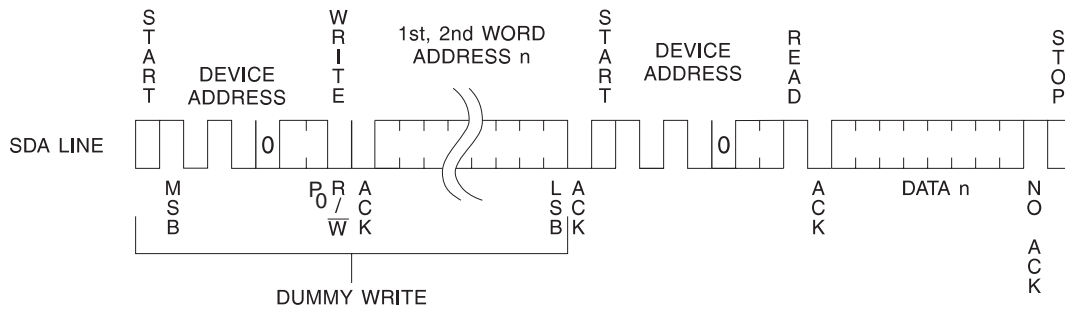 START
WRITE
START
READ
STOP
1st, 2nd WORD
ADDRESS n
DEVICE
ADDRESS
DEVICE
ADDRESS
SDA LINE
0
0
MSB
P0
R/W
ACK
LSB
ACK
ACK
DATA n
NO ACK
DUMMY WRITE